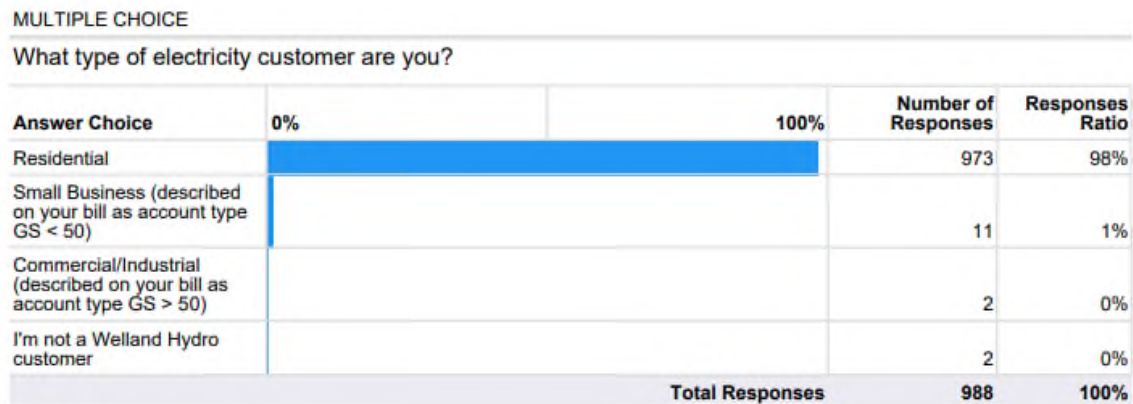 MULTIPLE CHOICE
What type of electricity customer are you?
Answer Choice 0% 100% Number of Responses Responses Ratio
Residential 973 98%
Small Business (described
on your bill as account type
GS < 50) 11 1%
Commercial/Industrial
(described on your bill as
account type GS > 50) 2 0%
I'm not a Welland Hydro
customer 2 0%
Total Responses 988 100%